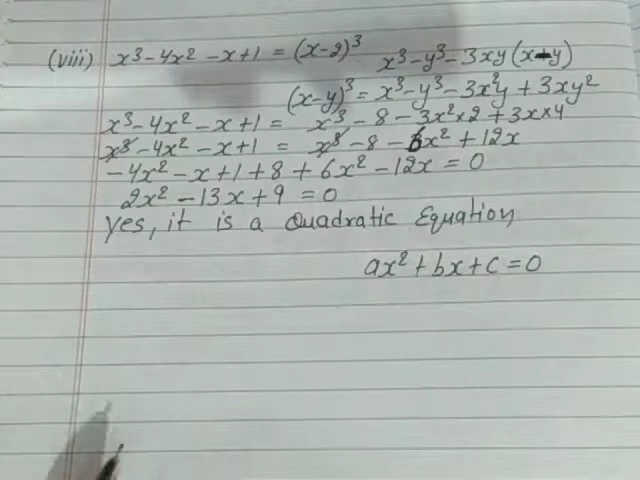 (viii) x³-4x²-x+1 = (x-2)³ x³-y³-3xy(x-y)
(x-y)³ = x³-y³-3x²y+3xy²
x³-4x²-x+1 = x³-8-3x²×2+3x×4
x³-4x²-x+1 = x³-8-6x²+12x
-4x²-x+1+8+6x²-12x=0
2x²-13x+9=0
Yes, it is a Quadratic Equation
ax²+bx+c=0